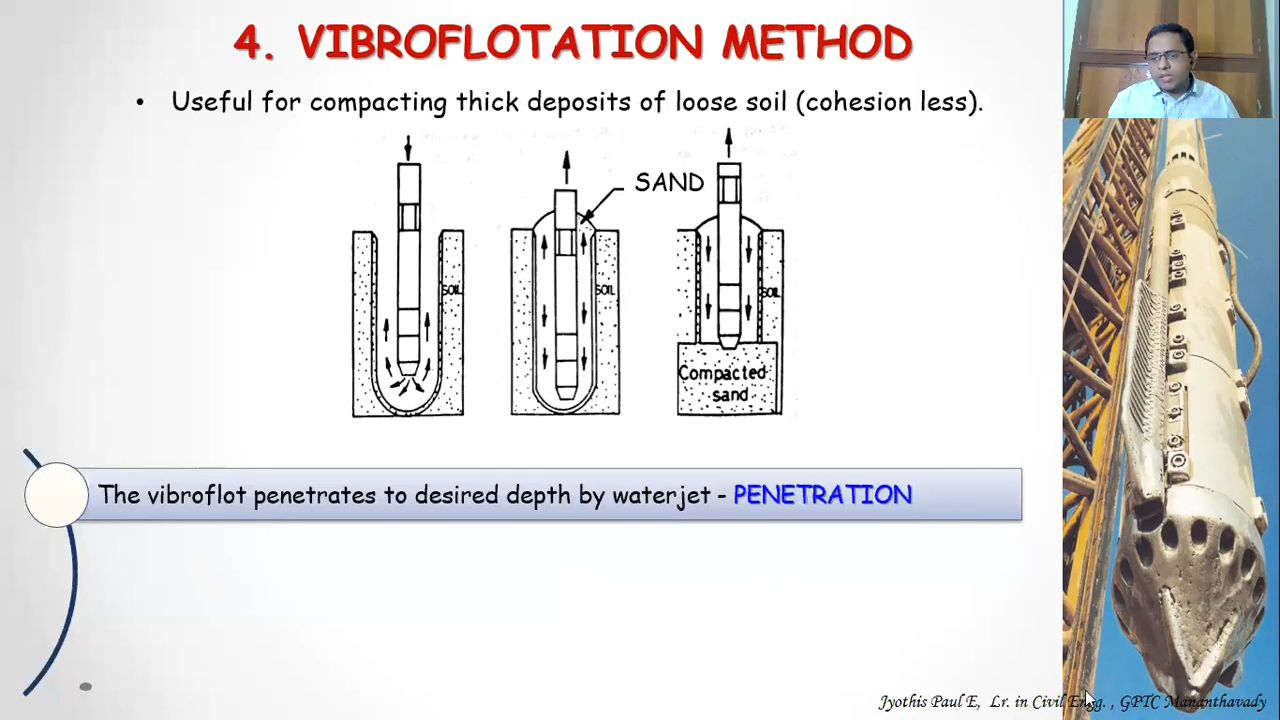 4. VIBROFLOTATION METHOD
• Useful for compacting thick deposits of loose soil (cohesion less).
SAND
SOIL
SOIL
SOIL
Compacted
sand
The vibroflot penetrates to desired depth by waterjet - PENETRATION
Jyothis Paul E, Lr. in Civil Engg. , GPTC Mananthavady